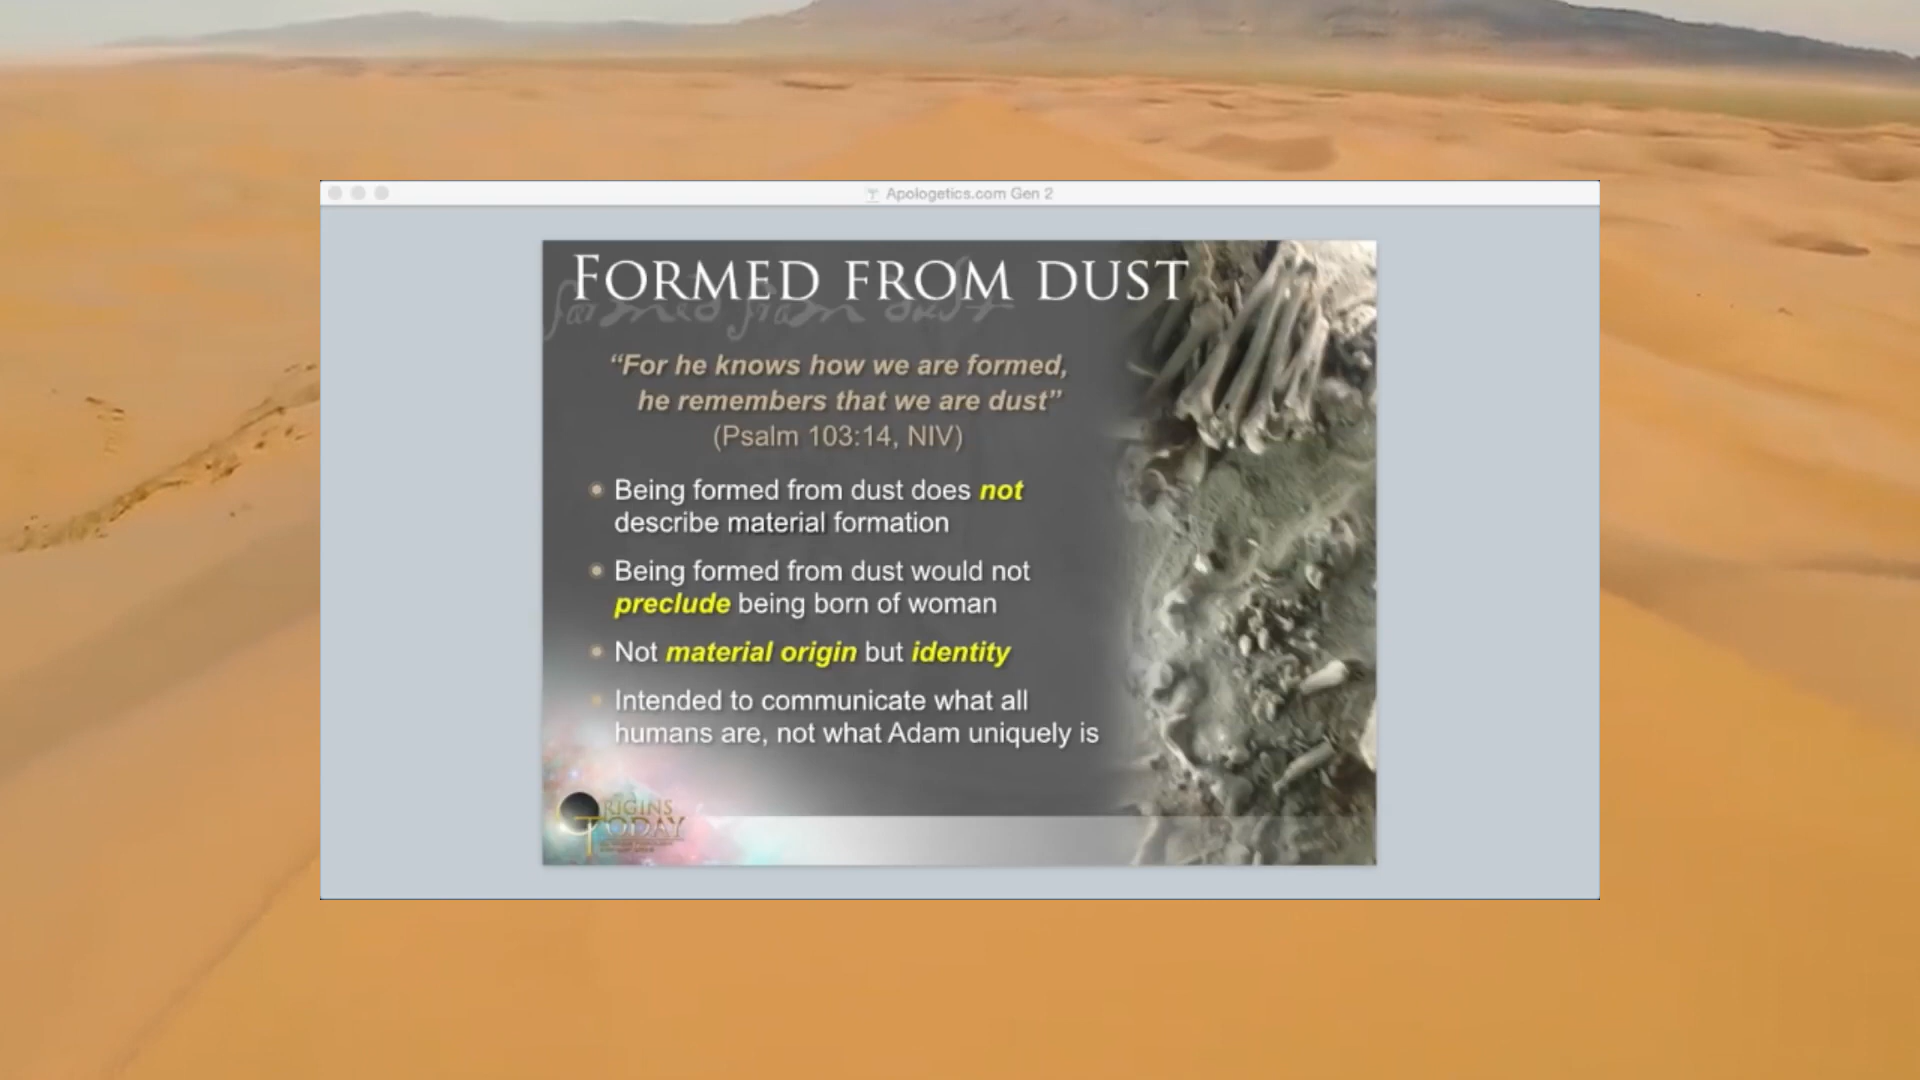 Apologetics.com Gen 2
FORMED FROM DUST
formed from dust
“For he knows how we are formed,
he remembers that we are dust”
(Psalm 103:14, NIV)
Being formed from dust does not
describe material formation
Being formed from dust would not
preclude being born of woman
Not material origin but identity
Intended to communicate what all
humans are, not what Adam uniquely is
ORIGINS
TODAY